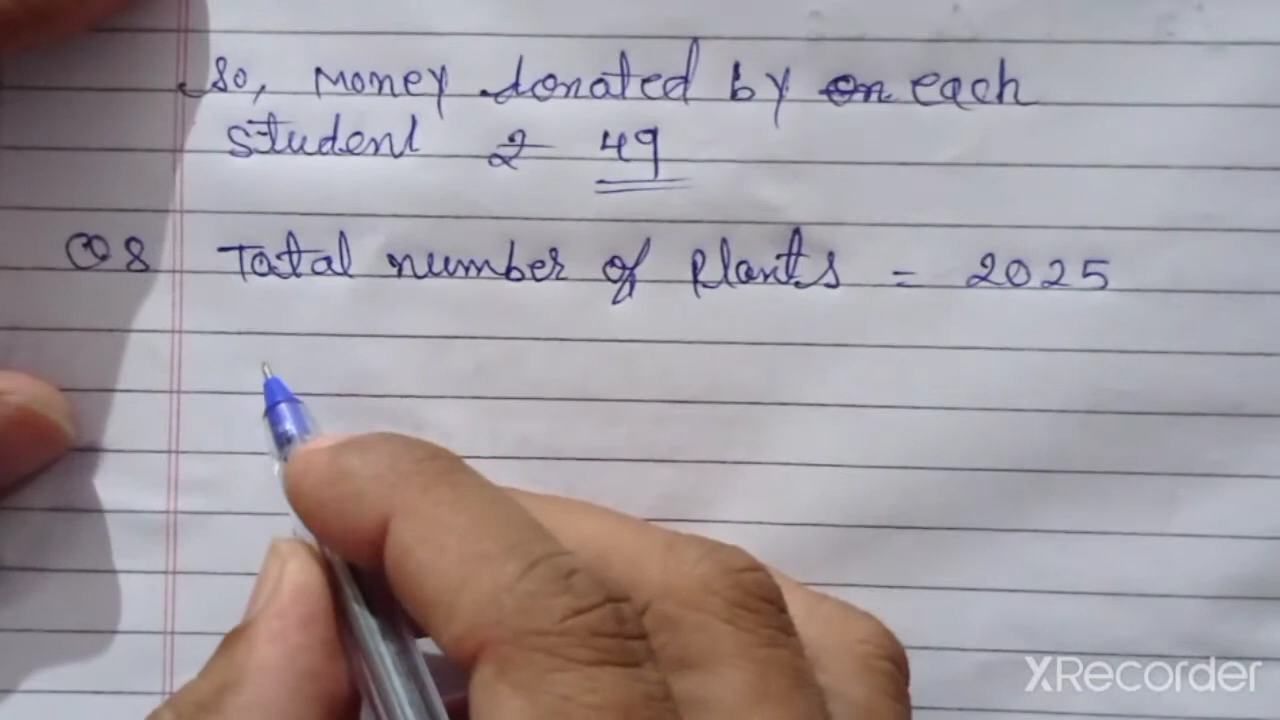 So, Money donated by on each
student = 49
Q8 Total number of plants = 2025
XRecorder